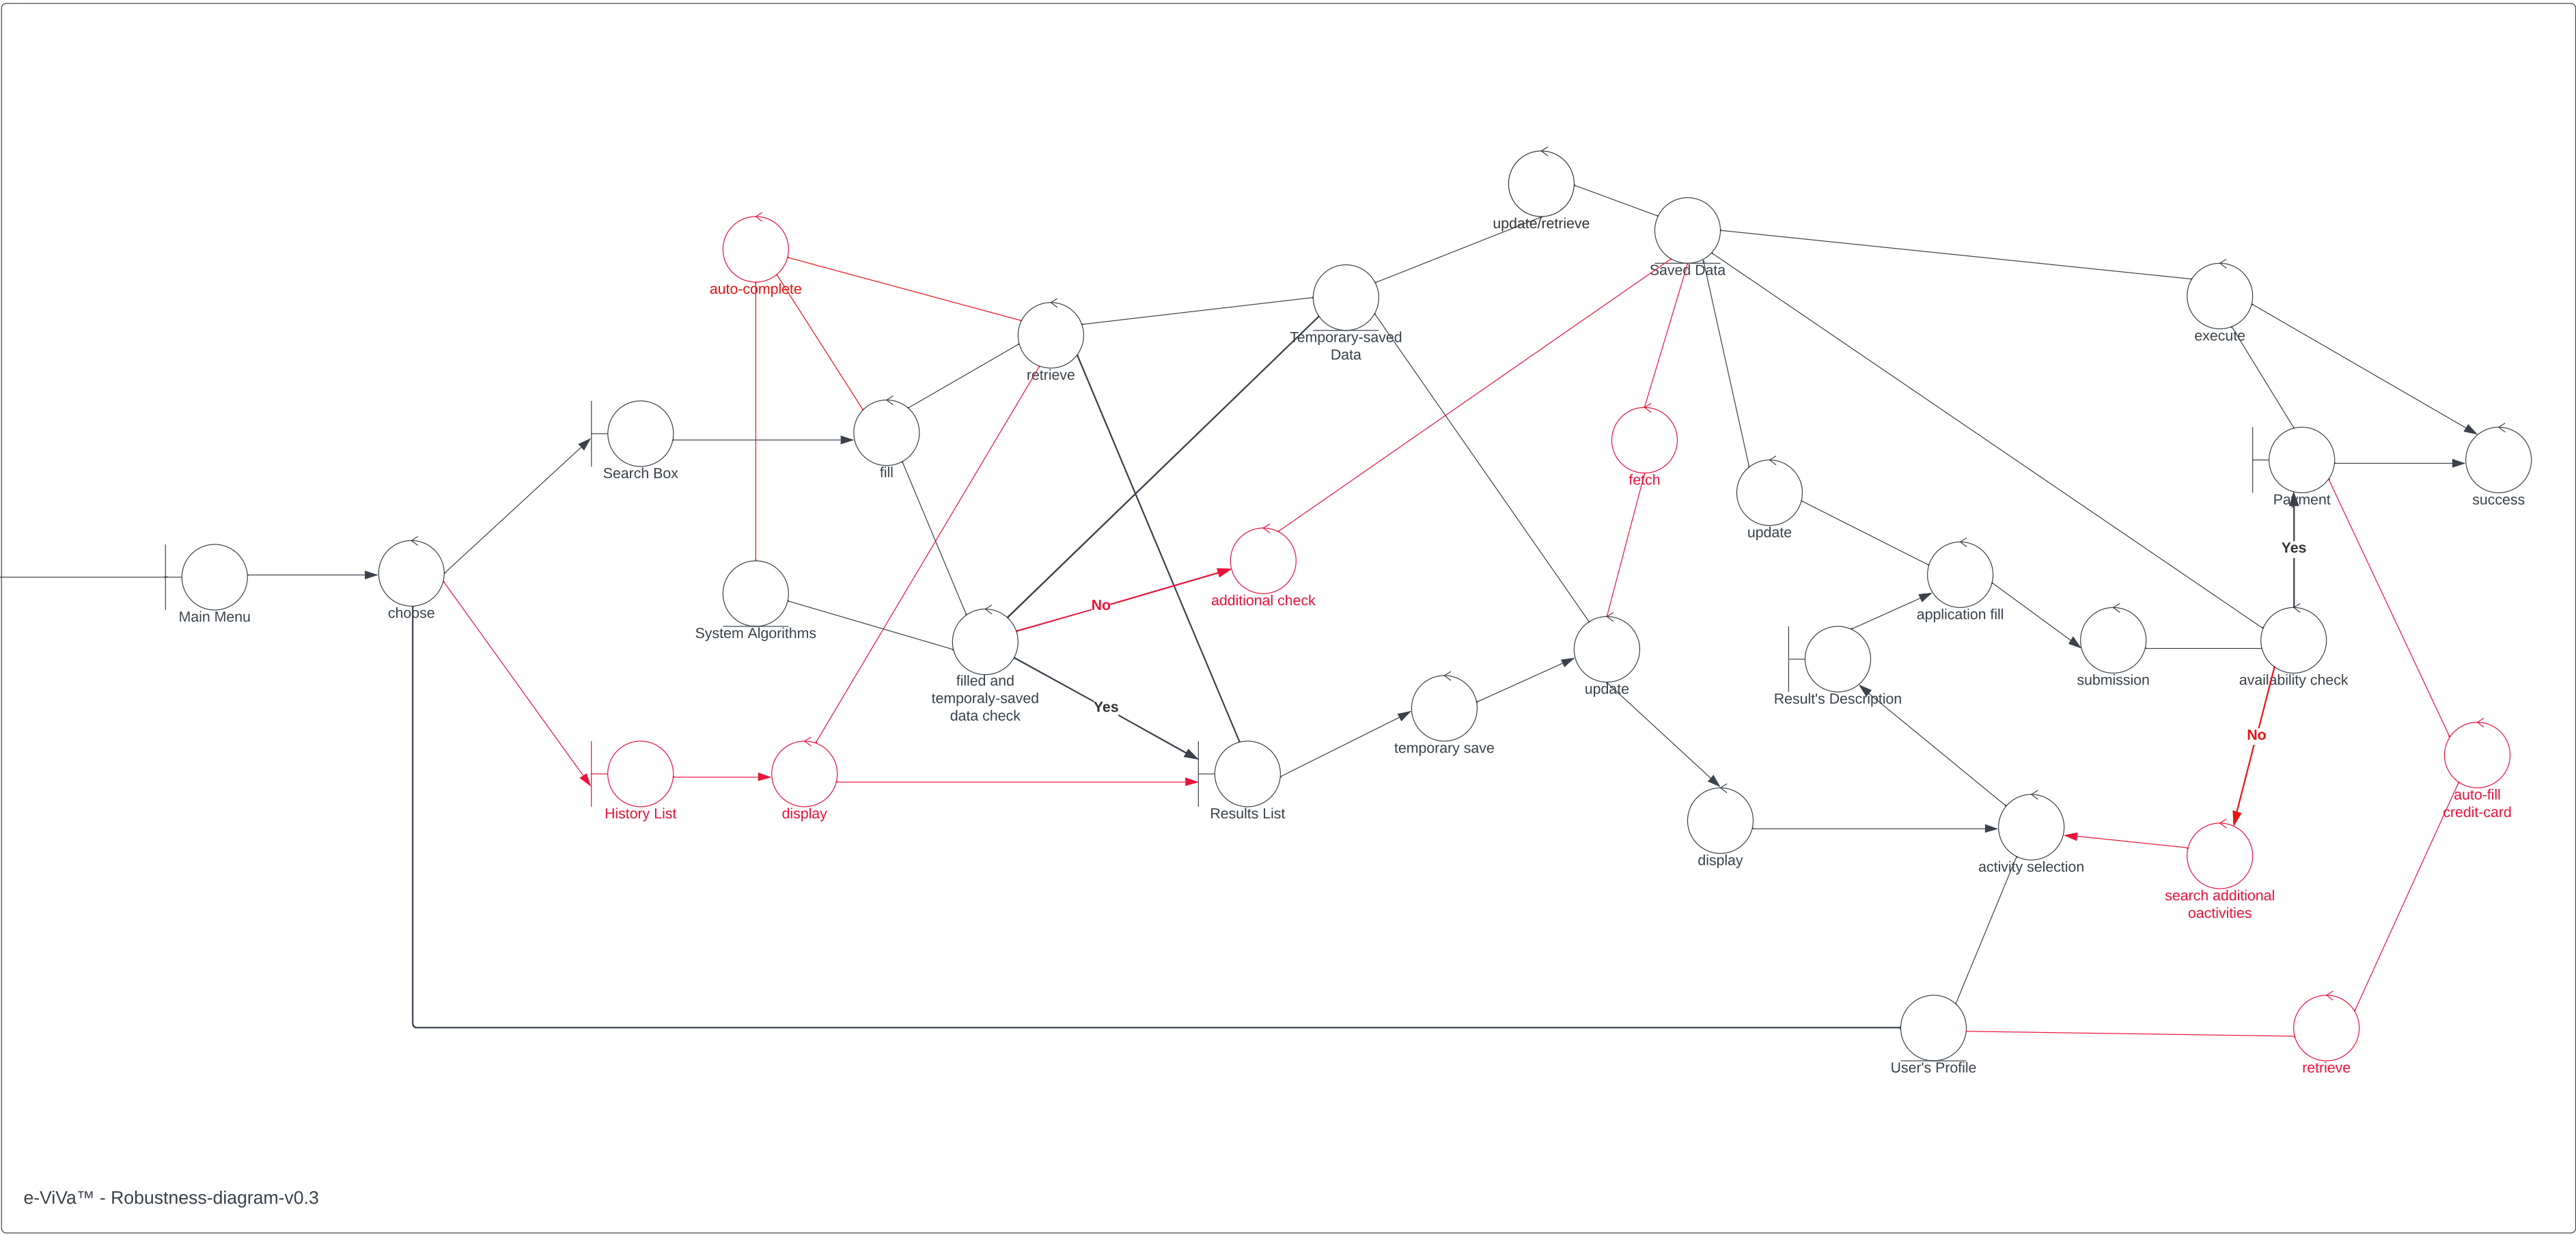 update/retrieve
Saved Data
auto-complete
execute
Temporary-saved
Data
retrieve
Search Box
fill
fetch
Payment
success
update
Yes
additional check
No
Main Menu
choose
application fill
System Algorithms
filled and
temporaly-saved
data check
submission
availability check
update
Result's Description
Yes
No
temporary save
auto-fill
credit-card
History List
display
Results List
display
activity selection
search additional
oactivities
User's Profile
retrieve
e-ViVa™ - Robustness-diagram-v0.3